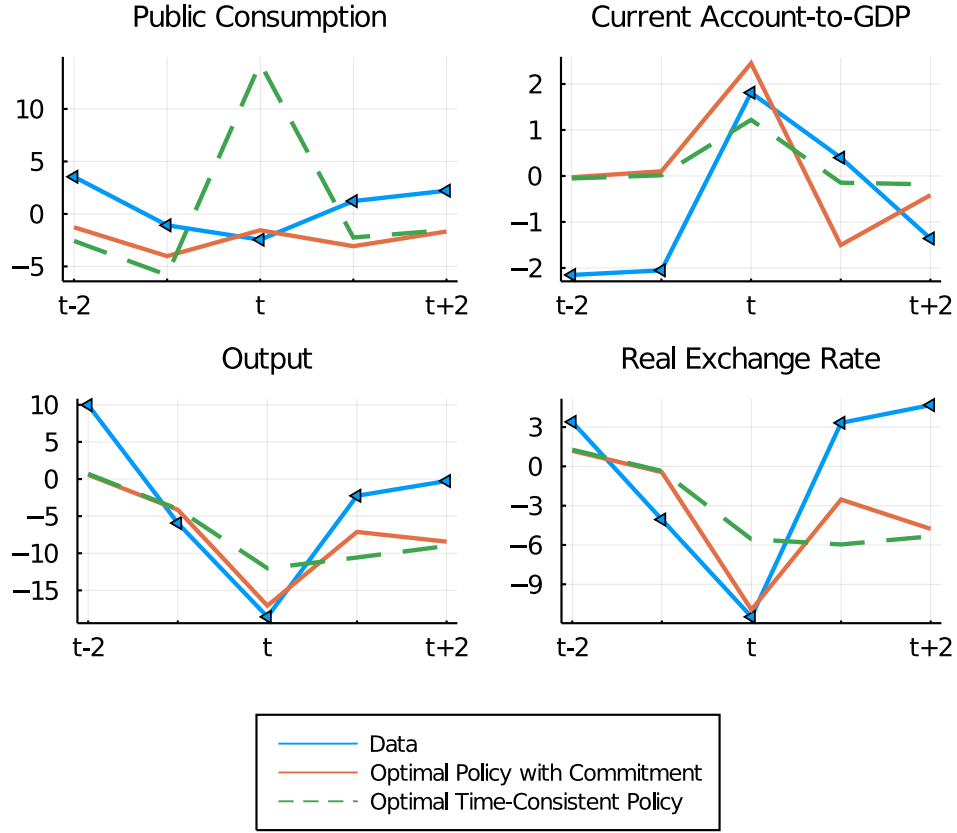 Public Consumption
10
5
0
−5
t-2
t
t+2
Current Account-to-GDP
2
1
0
−1
−2
t-2
t
t+2
Output
10
5
0
−5
−10
−15
t-2
t
t+2
Real Exchange Rate
3
0
−3
−6
−9
t-2
t
t+2
Data
Optimal Policy with Commitment
Optimal Time-Consistent Policy